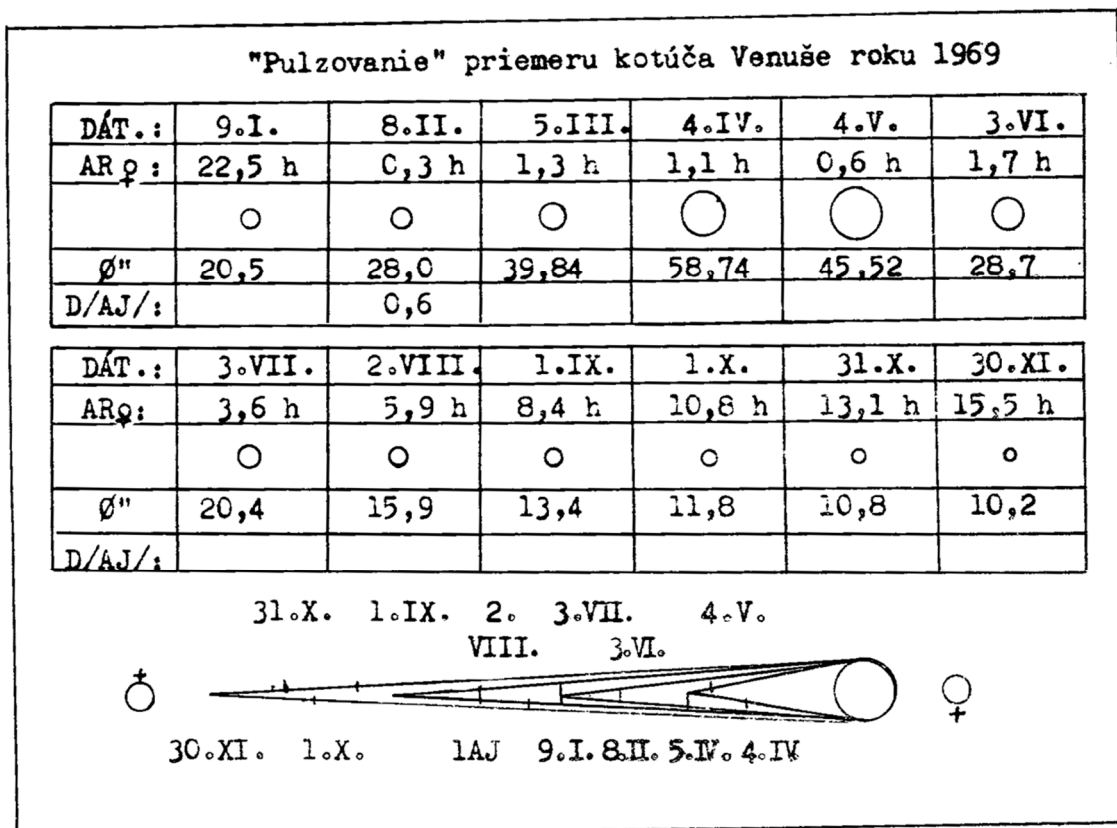 "Pulzovanie" priemeru kotúča Venuše roku 1969
DÁT.: 9.I. 8.II. 5.III. 4.IV. 4.V. 3.VI.
AR♀: 22,5 h 0,3 h 1,3 h 1,1 h 0,6 h 1,7 h
Ø" 20,5 28,0 39,84 58,74 45,52 28,7
D/AJ/: 0,6
DÁT.: 3.VII. 2.VIII. 1.IX. 1.X. 31.X. 30.XI.
AR♀: 3,6 h 5,9 h 8,4 h 10,8 h 13,1 h 15,5 h
Ø" 20,4 15,9 13,4 11,8 10,8 10,2
D/AJ/:
31.X. 1.IX. 2. 3.VII. 4.V.
VIII. 3.VI.
♁ ♀
30.XI. 1.X. 1AJ 9.I. 8.II. 5.IV. 4.IV